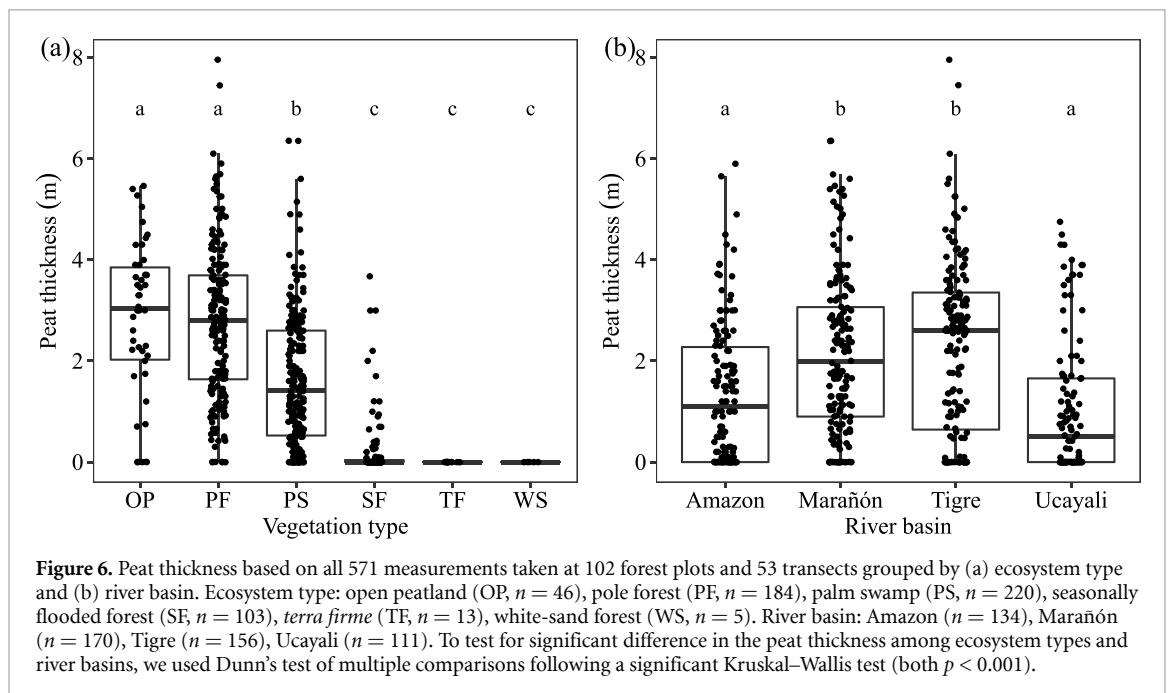 (a)
8
6
4
2
0
Peat thickness (m)
a a b c c c
OP PF PS SF TF WS
Vegetation type
(b)
8
6
4
2
0
Peat thickness (m)
a b b a
Amazon Marañón Tigre Ucayali
River basin
Figure 6. Peat thickness based on all 571 measurements taken at 102 forest plots and 53 transects grouped by (a) ecosystem type
and (b) river basin. Ecosystem type: open peatland (OP, n = 46), pole forest (PF, n = 184), palm swamp (PS, n = 220), seasonally
flooded forest (SF, n = 103), terra firme (TF, n = 13), white-sand forest (WS, n = 5). River basin: Amazon (n = 134), Marañón
(n = 170), Tigre (n = 156), Ucayali (n = 111). To test for significant difference in the peat thickness among ecosystem types and
river basins, we used Dunn’s test of multiple comparisons following a significant Kruskal–Wallis test (both p < 0.001).